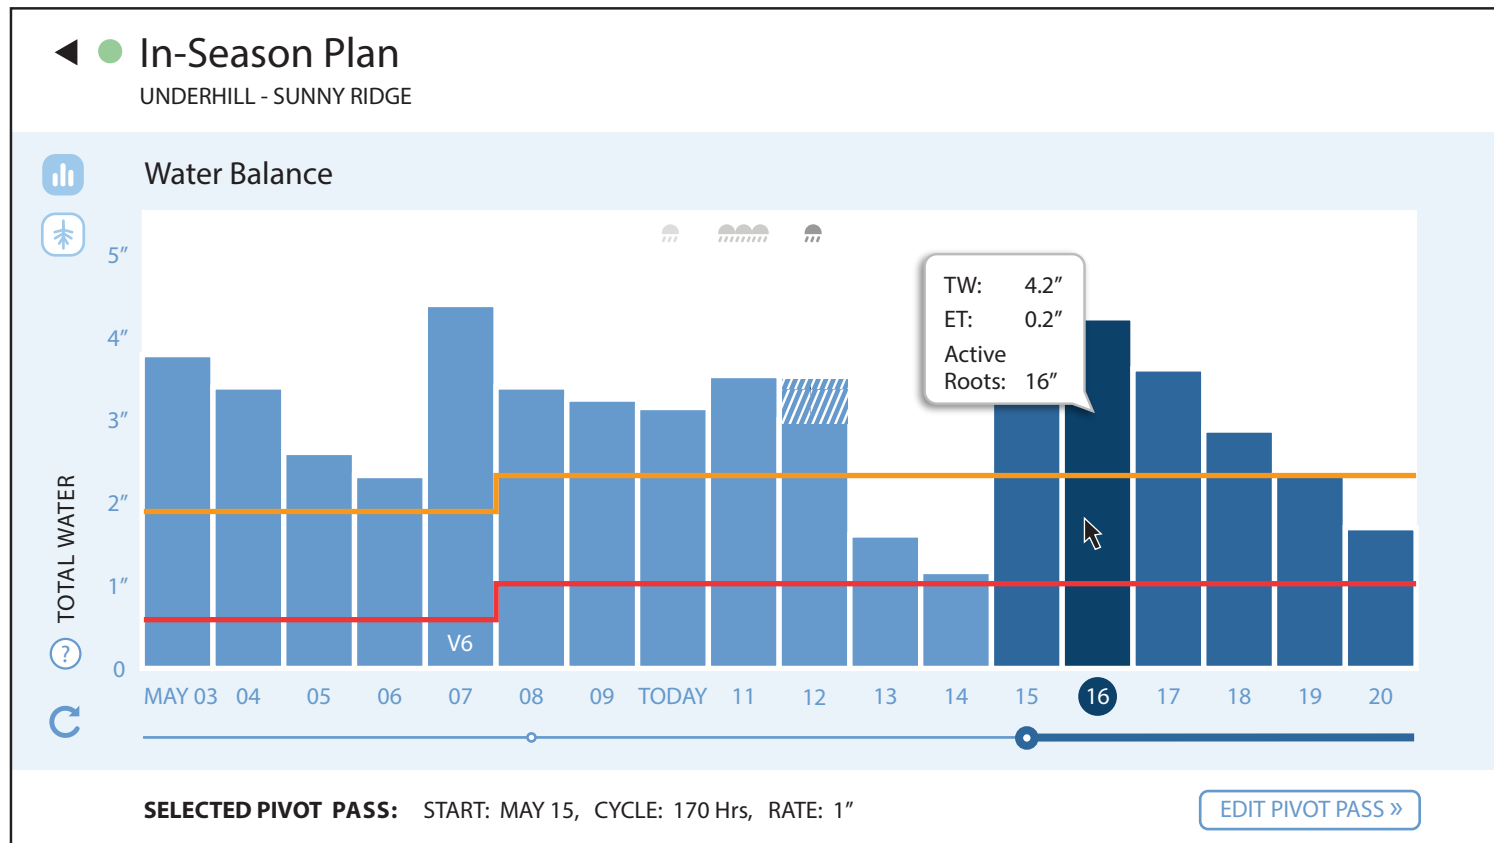 In-Season Plan
UNDERHILL - SUNNY RIDGE
Water Balance
5”
4”
3”
2”
1”
0
TOTAL WATER
?
TW: 4.2”
ET: 0.2”
Active
Roots: 16”
V6
MAY 03 04 05 06 07 08 09 TODAY 11 12 13 14 15 16 17 18 19 20
SELECTED PIVOT PASS: START: MAY 15, CYCLE: 170 Hrs, RATE: 1”
EDIT PIVOT PASS »